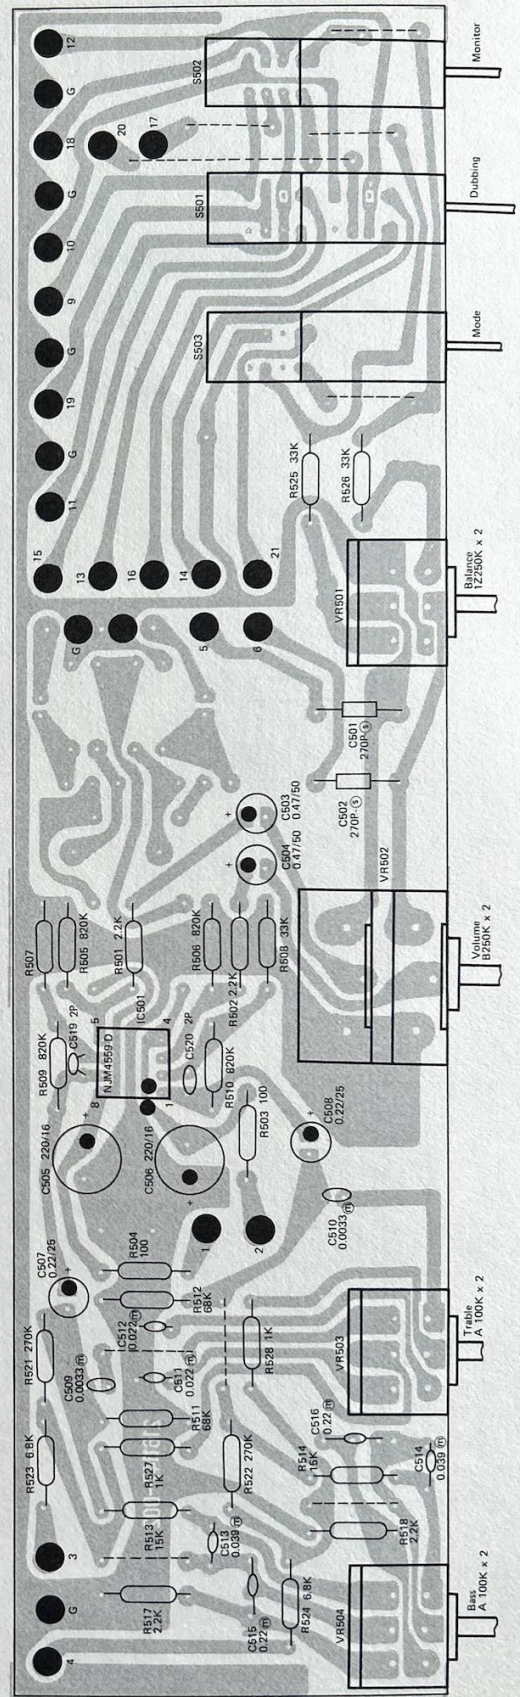 12
G
18
20
17
G
10
9
G
19
G
11
S502
Monitor
S501
Dubbing
S503
Mode
R525 33K
R526 33K
15
13
16
14
21
G
5
6
VR501
Balance
1Z250K x 2
C501
270P-Ⓢ
C502
270P-Ⓢ
C503
0.47/50
C504
0.47/50
VR502
Volume
B250K x 2
R507
R505 820K
R501 2.2K
R506 820K
R502 2.2K
R508 33K
R509 820K
C519 2P
5
IC501
4
NJM4559-D
8
1
C520 2P
R510 820K
R503 100
C505 220/16
+
C506 220/16
+
C508
0.22/25
+
1
2
C510
0.0033 ⓜ
C507
0.22/25
+
R504
100
R512
68K
R521 270K
C512
0.022 ⓜ
C509
0.0033 ⓜ
C511
0.022 ⓜ
R528 1K
VR503
Trable
A 100K x 2
R511
68K
R523 6.8K
R527
1K
R522 270K
C516
0.22 ⓜ
R514
15K
C514
0.039 ⓜ
R513
15K
C513
0.039 ⓜ
R518
2.2K
3
G
4
R517
2.2K
C515
0.22 ⓜ
R524 6.8K
VR504
Bass
A 100K x 2